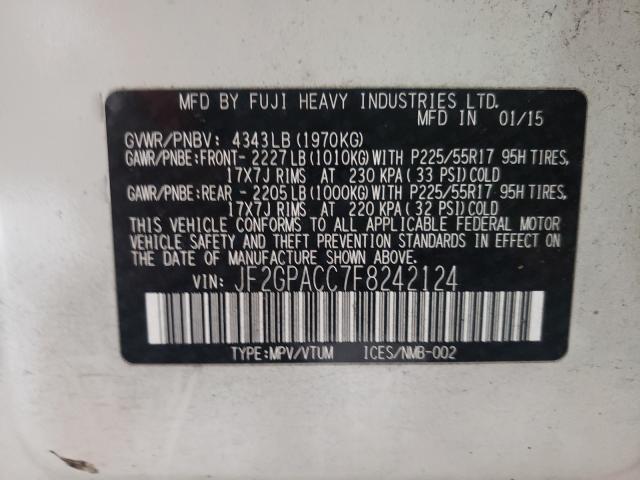 MFD BY FUJI HEAVY INDUSTRIES LTD.
MFD IN 01/15
GVWR/PNBV: 4343LB (1970KG)
GAWR/PNBE:FRONT- 2227LB (1010KG) WITH P225/55R17 95H TIRES,
17X7J RIMS AT 230 KPA (33 PSI) COLD
GAWR/PNBE:REAR - 2205LB (1000KG) WITH P225/55R17 95H TIRES,
17X7J RIMS AT 220 KPA (32 PSI) COLD
THIS VEHICLE CONFORMS TO ALL APPLICABLE FEDERAL MOTOR
VEHICLE SAFETY AND THEFT PREVENTION STANDARDS IN EFFECT
ON THE DATE OF MANUFACTURE SHOWN ABOVE.
VIN: JF2GPACC7F8242124
TYPE:MPV/VTUM ICES/NMB-002